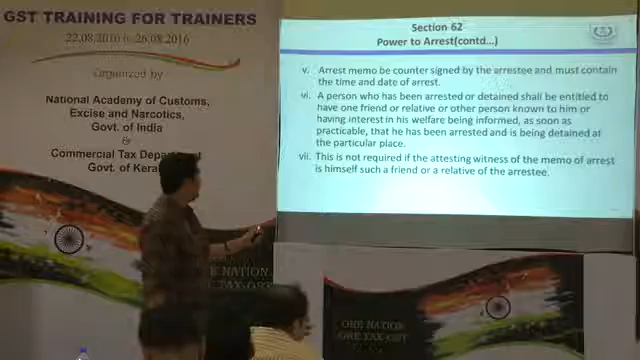 GST TRAINING FOR TRAINERS
22.08.2016 to 26.08.2016
Organized by
National Academy of Customs,
Excise and Narcotics,
Govt. of India
&
Commercial Tax
Govt. of
Section 62
Power to Arrest(contd...)
v. Arrest memo be counter signed by the arrestee and must contain
the time and date of arrest.
vi. A person who has been arrested or detained shall be entitled to
have one friend or relative or other person known to him or
having interest in his welfare being informed, as soon as
practicable, that he has been arrested and is being detained at
the particular place.
vii. This is not required if the attesting witness of the memo of arrest
is himself such a friend or a relative of the arrestee.
NATION
ONE NATION
ONE TAX